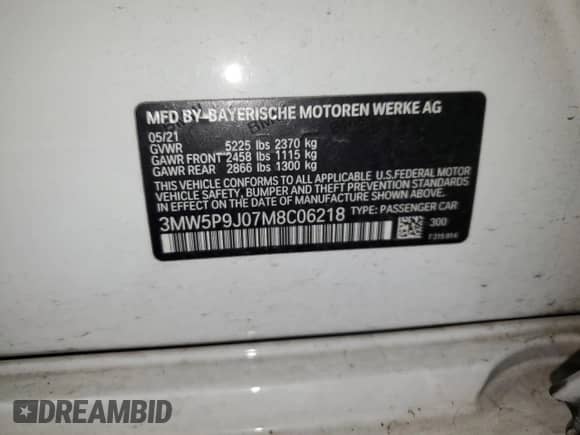 MFD BY-BAYERISCHE MOTOREN WERKE AG
05/21
GVWR 5225 lbs 2370 kg
GAWR FRONT 2458 lbs 1115 kg
GAWR REAR 2866 lbs 1300 kg
THIS VEHICLE CONFORMS TO ALL APPLICABLE U.S.FEDERAL MOTOR
VEHICLE SAFETY, BUMPER, AND THEFT PREVENTION STANDARDS
IN EFFECT ON THE DATE OF MANUFACTURE SHOWN ABOVE.
3MW5P9J07M8C06218 TYPE: PASSENGER CAR
300
DREAMBID